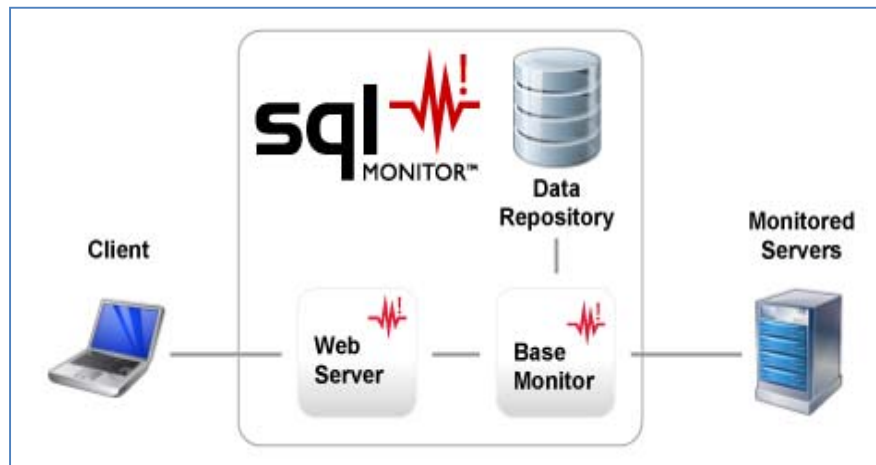 sql
MONITOR™
Data
Repository
Monitored
Servers
Client
Web
Server
Base
Monitor